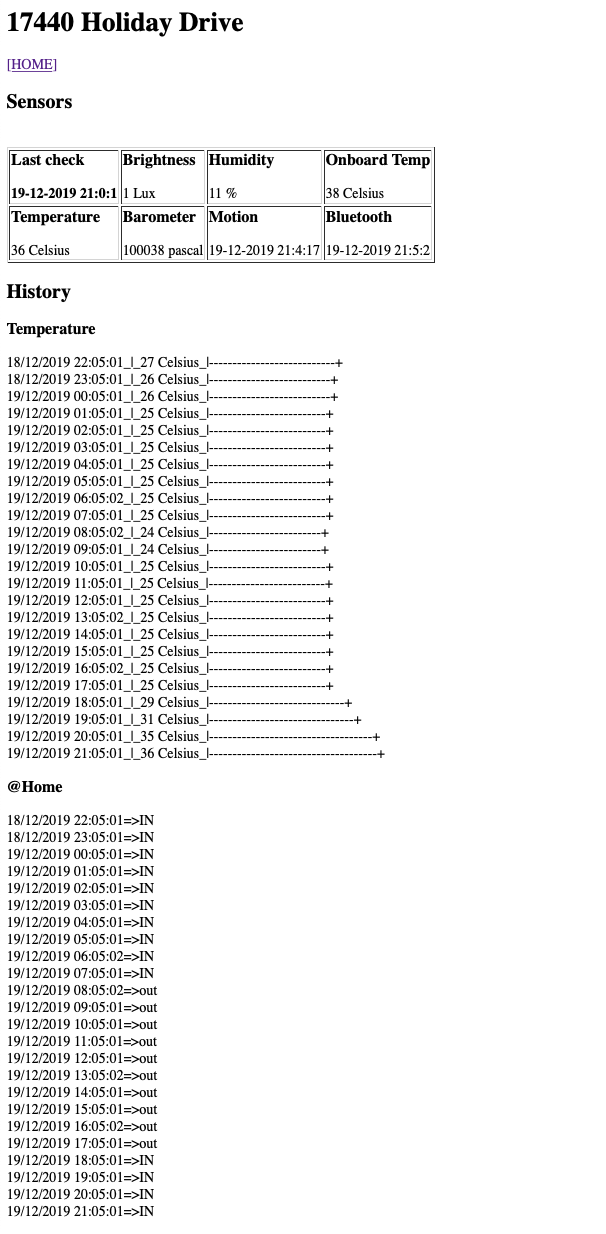 17440 Holiday Drive
[HOME]
Sensors
Last check Brightness Humidity Onboard Temp
19-12-2019 21:0:1 1 Lux 11 % 38 Celsius
Temperature Barometer Motion Bluetooth
36 Celsius 100038 pascal 19-12-2019 21:4:17 19-12-2019 21:5:2
History
Temperature
18/12/2019 22:05:01_|_27 Celsius_|---------------------------+
18/12/2019 23:05:01_|_26 Celsius_|--------------------------+
19/12/2019 00:05:01_|_26 Celsius_|--------------------------+
19/12/2019 01:05:01_|_25 Celsius_|-------------------------+
19/12/2019 02:05:01_|_25 Celsius_|-------------------------+
19/12/2019 03:05:01_|_25 Celsius_|-------------------------+
19/12/2019 04:05:01_|_25 Celsius_|-------------------------+
19/12/2019 05:05:01_|_25 Celsius_|-------------------------+
19/12/2019 06:05:02_|_25 Celsius_|-------------------------+
19/12/2019 07:05:01_|_25 Celsius_|-------------------------+
19/12/2019 08:05:02_|_24 Celsius_|------------------------+
19/12/2019 09:05:01_|_24 Celsius_|------------------------+
19/12/2019 10:05:01_|_25 Celsius_|-------------------------+
19/12/2019 11:05:01_|_25 Celsius_|-------------------------+
19/12/2019 12:05:01_|_25 Celsius_|-------------------------+
19/12/2019 13:05:02_|_25 Celsius_|-------------------------+
19/12/2019 14:05:01_|_25 Celsius_|-------------------------+
19/12/2019 15:05:01_|_25 Celsius_|-------------------------+
19/12/2019 16:05:02_|_25 Celsius_|-------------------------+
19/12/2019 17:05:01_|_25 Celsius_|-------------------------+
19/12/2019 18:05:01_|_29 Celsius_|-----------------------------+
19/12/2019 19:05:01_|_31 Celsius_|-------------------------------+
19/12/2019 20:05:01_|_35 Celsius_|-----------------------------------+
19/12/2019 21:05:01_|_36 Celsius_|------------------------------------+
@Home
18/12/2019 22:05:01=>IN
18/12/2019 23:05:01=>IN
19/12/2019 00:05:01=>IN
19/12/2019 01:05:01=>IN
19/12/2019 02:05:01=>IN
19/12/2019 03:05:01=>IN
19/12/2019 04:05:01=>IN
19/12/2019 05:05:01=>IN
19/12/2019 06:05:02=>IN
19/12/2019 07:05:01=>IN
19/12/2019 08:05:02=>out
19/12/2019 09:05:01=>out
19/12/2019 10:05:01=>out
19/12/2019 11:05:01=>out
19/12/2019 12:05:01=>out
19/12/2019 13:05:02=>out
19/12/2019 14:05:01=>out
19/12/2019 15:05:01=>out
19/12/2019 16:05:02=>out
19/12/2019 17:05:01=>out
19/12/2019 18:05:01=>IN
19/12/2019 19:05:01=>IN
19/12/2019 20:05:01=>IN
19/12/2019 21:05:01=>IN